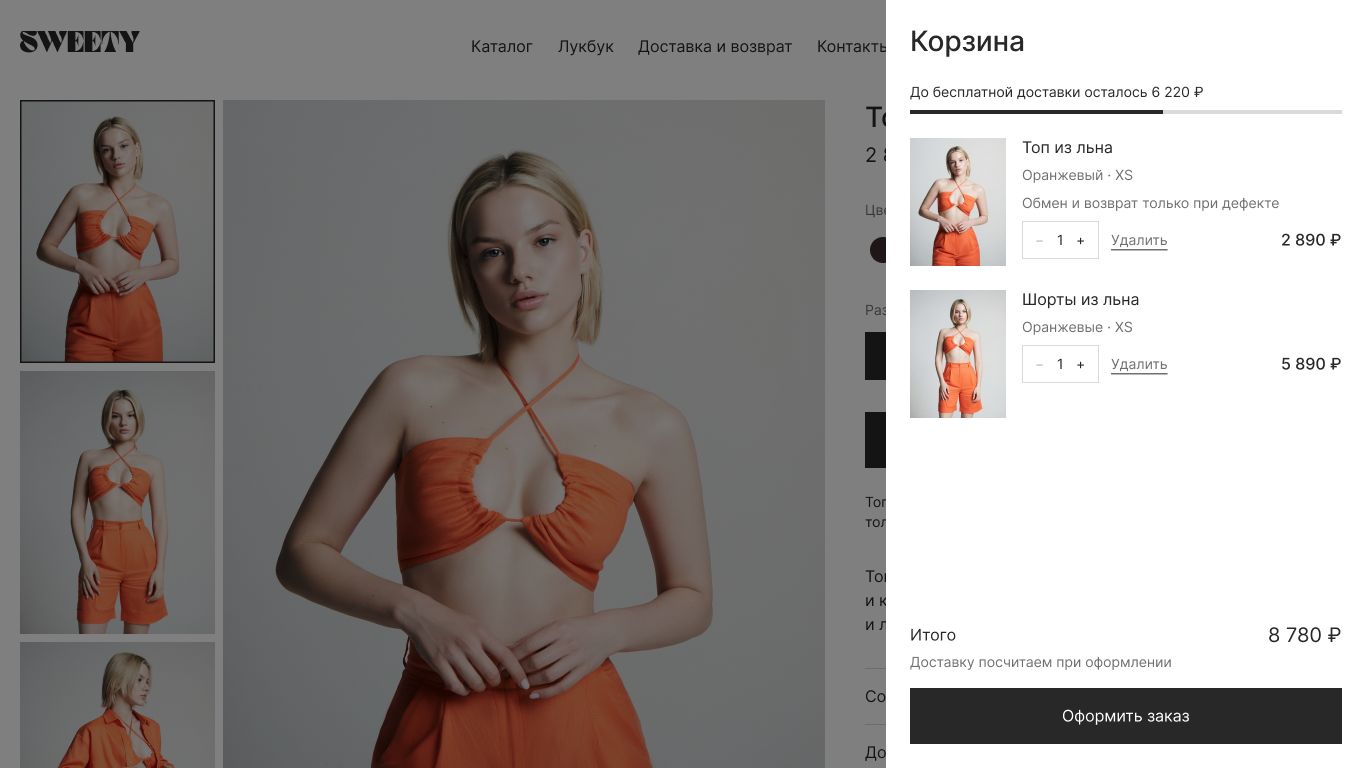 SWEETY
Каталог
Лукбук
Доставка и возврат
Контакты
Корзина
До бесплатной доставки осталось 6 220 ₽
Топ из льна
Оранжевый · XS
Обмен и возврат только при дефекте
− 1 + Удалить 2 890 ₽
Шорты из льна
Оранжевые · XS
− 1 + Удалить 5 890 ₽
Итого 8 780 ₽
Доставку посчитаем при оформлении
Оформить заказ